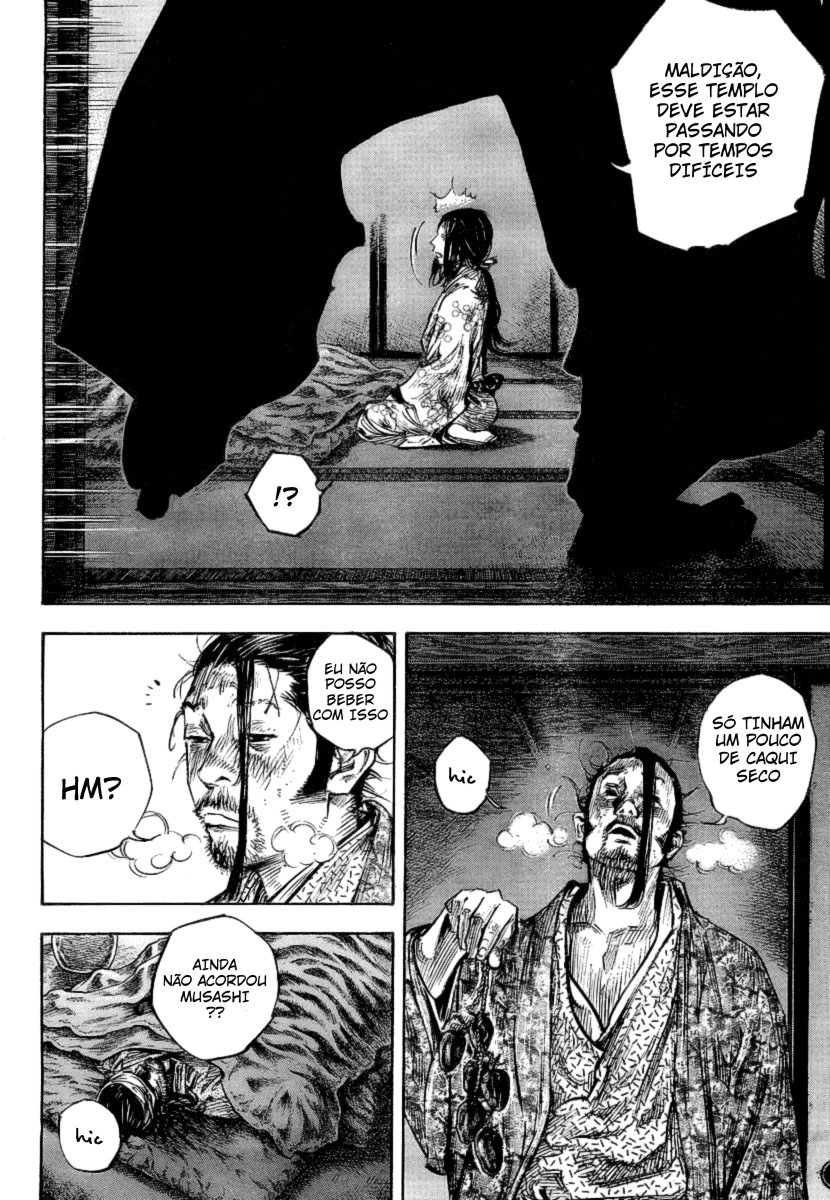 MALDIÇÃO,
ESSE TEMPLO
DEVE ESTAR
PASSANDO
POR TEMPOS
DIFÍCEIS
!?
SÓ TINHAM
UM POUCO
DE CAQUI
SECO
hic
EU NÃO
POSSO
BEBER
COM ISSO
HM?
AINDA
NÃO ACORDOU
MUSASHI
??
hic